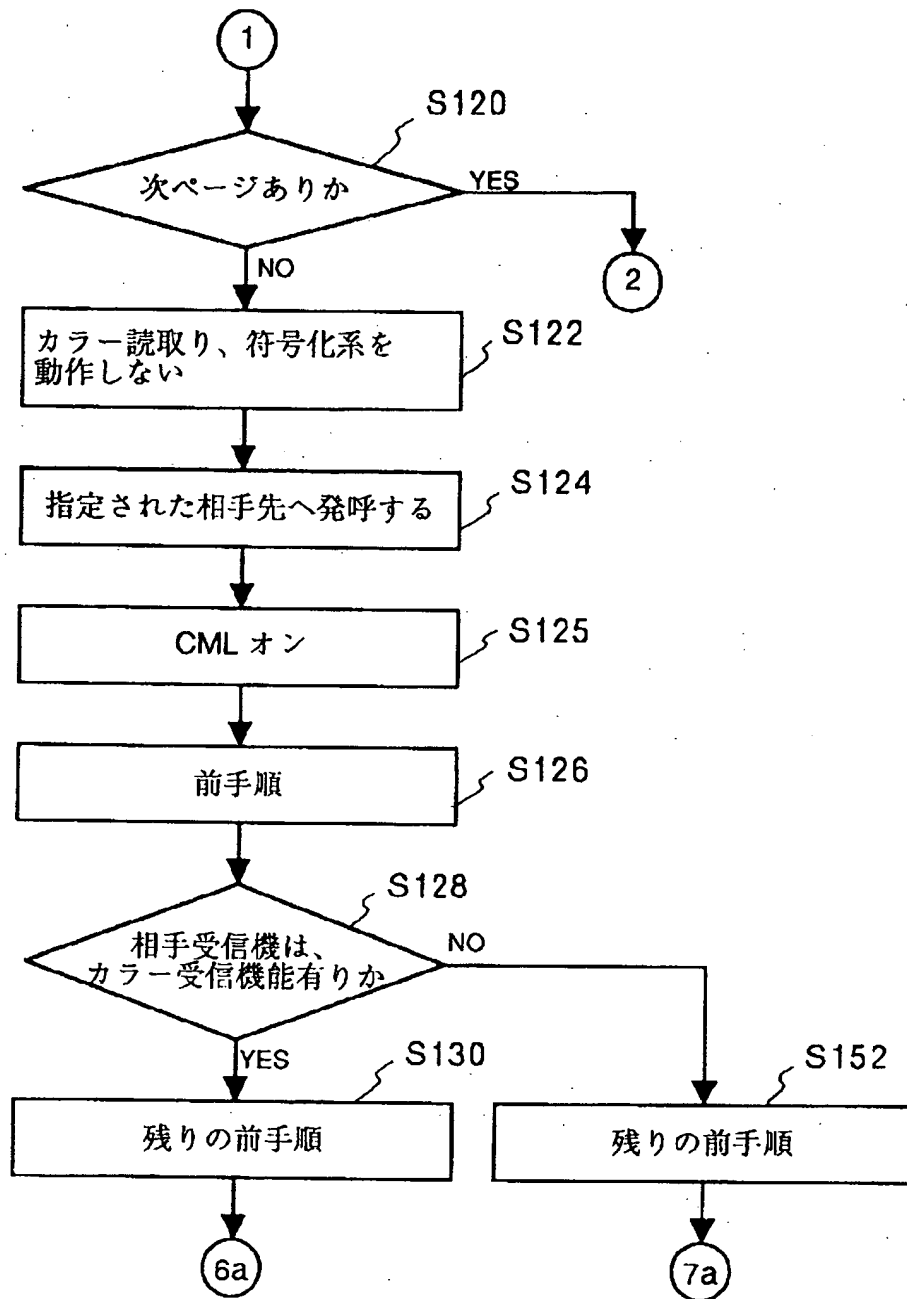 1
S120
次ページありか
YES
2
NO
カラー読取り、符号化系を
動作しない
S122
指定された相手先へ発呼する
S124
CML オン
S125
前手順
S126
S128
相手受信機は、
カラー受信機能有りか
NO
YES
S130
S152
残りの前手順
残りの前手順
6a
7a